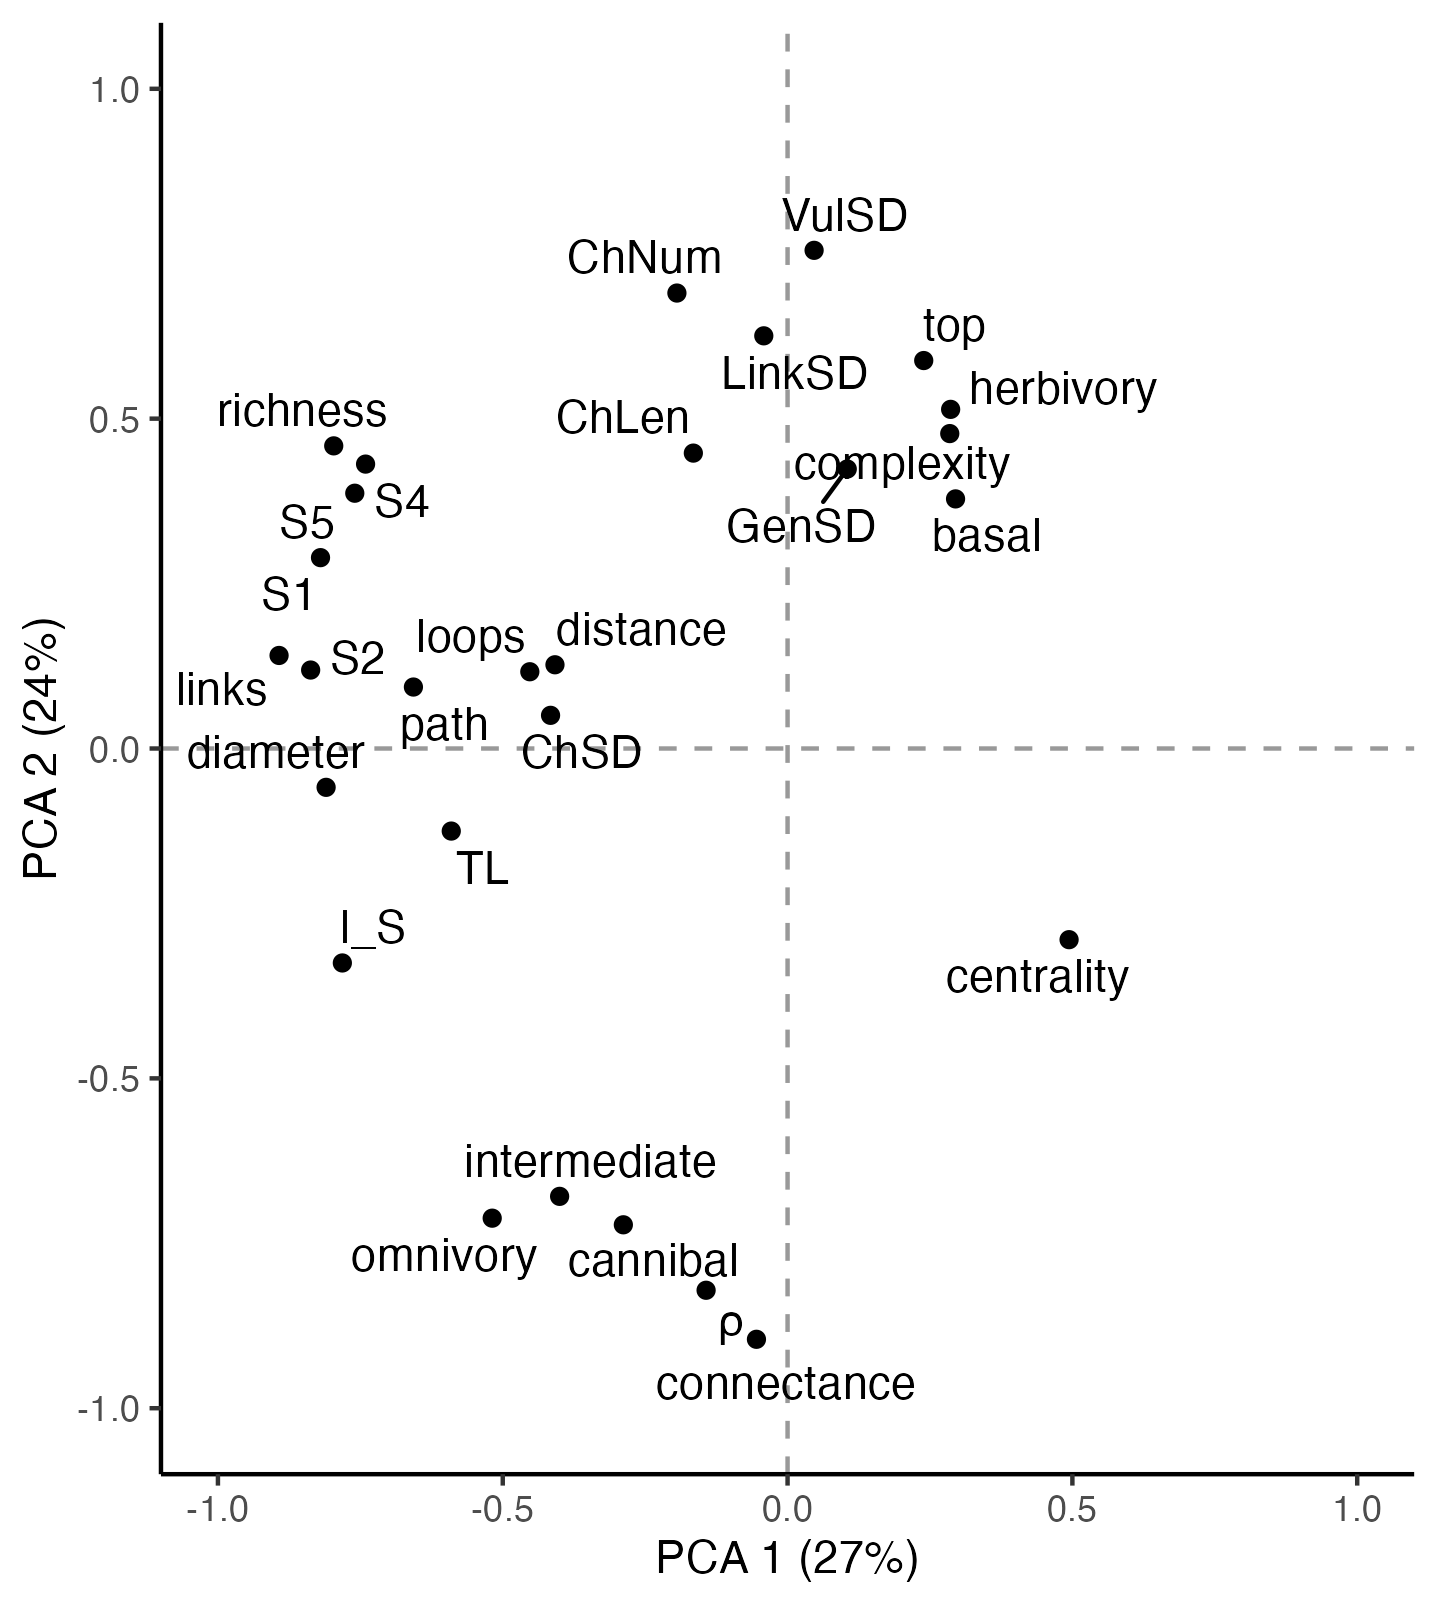 1.0
VulSD
ChNum
top
LinkSD
herbivory
richness
ChLen
0.5
complexity
S4
S5
GenSD
basal
S1
loops
distance
S2
links
path
0.0
diameter
ChSD
TL
l_S
centrality
-0.5
intermediate
omnivory
cannibal
ρ
connectance
-1.0
PCA 2 (24%)
-1.0 -0.5 0.0 0.5 1.0
PCA 1 (27%)